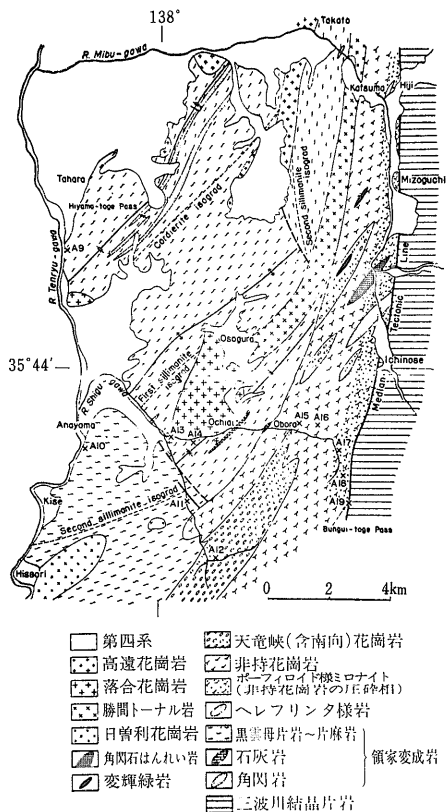 138°
Takato
R. Mibu-gawa
Katsuma
Hiji
Mizoguchi
Tahara
Hiyama-toge Pass
Cordierite isograd
Second sillimanite isograd
A9
R. Tenryu-gawa
Line
Tectonic
Median
Osogura
35°44′
Ichinose
First sillimanite isograd
R. Shigu gawa
Anayama
A10
A13
A14
Ochiai
Obora
A15
A16
A17
A18
A19
Kise
Second sillimanite isograd
A11
Bungui-toge Pass
A12
Hissori
0 2 4km
第四系
高遠花崗岩
落合花崗岩
勝間トーナル岩
日曽利花崗岩
角閃石はんれい岩
変輝緑岩
天竜峡(含南向)花崗岩
非持花崗岩
ポーフィロイド様ミロナイト
(非持花崗岩の圧砕相)
ヘレフリンタ様岩
黒雲母片岩~片麻岩
石灰岩
角閃岩
領家変成岩
三波川結晶片岩